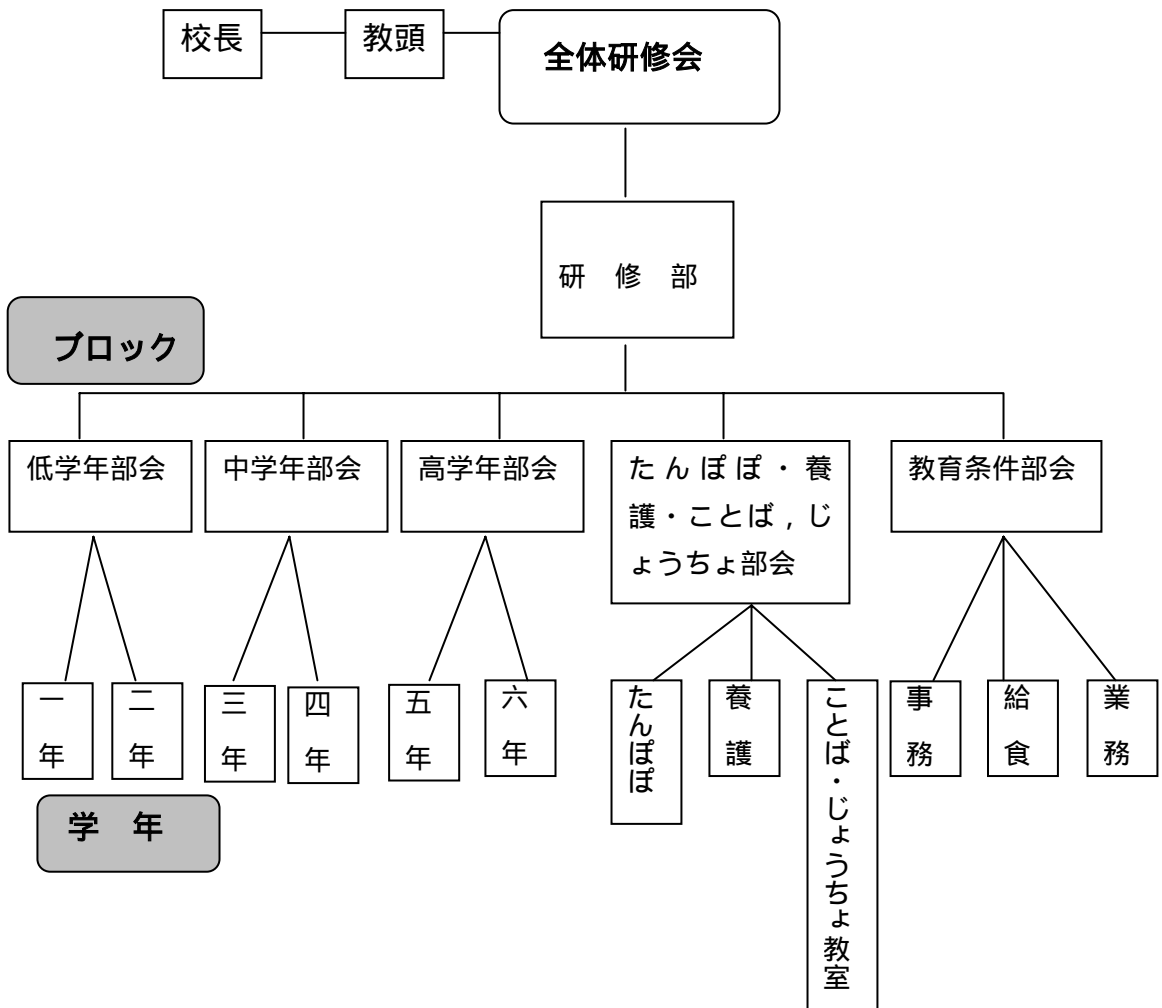 校長
教頭
全体研修会
研 修 部
ブロック
低学年部会
中学年部会
高学年部会
たんぽぽ・養
護・ことば，じ
ょうちょ部会
教育条件部会
一年
二年
三年
四年
五年
六年
たんぽぽ
養護
ことば・じょうちょ教室
事務
給食
業務
学 年